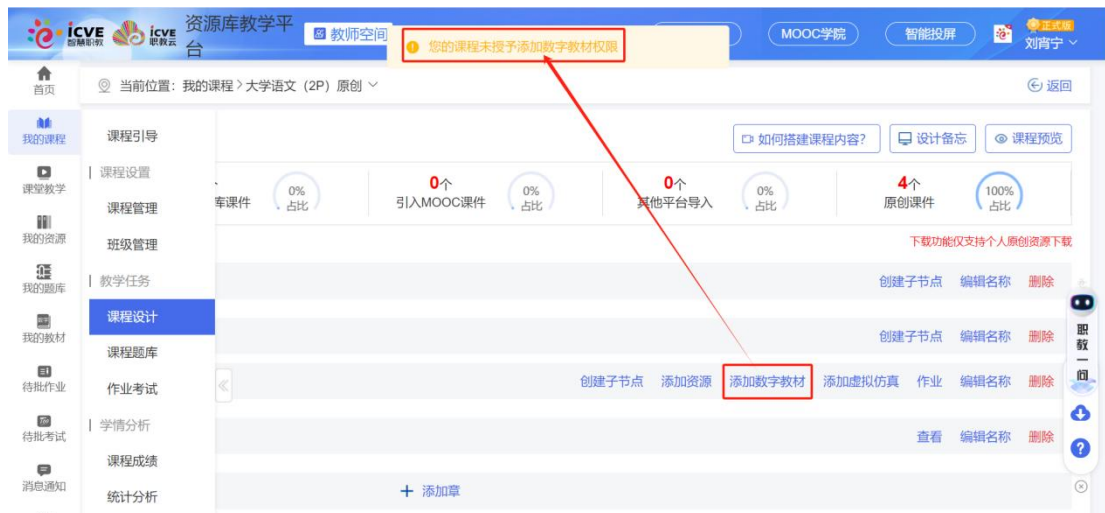 icve 智慧职教 icve 职教云 资源库教学平台 教师空间 您的课程未授予添加数字教材权限 MOOC学院 智能投屏 正式版 刘宵宁
首页 当前位置：我的课程 > 大学语文（2P）原创 返回
我的课程 课程引导 如何搭建课程内容？ 设计备忘 课程预览
课堂教学 课程设置
课程管理 库课件 0% 占比 0个 引入MOOC课件 0% 占比 0个 其他平台导入 0% 占比 4个 原创课件 100% 占比
我的资源 班级管理 下载功能仅支持个人原创资源下载
我的题库 教学任务 创建子节点 编辑名称 删除
课程设计
我的教材 创建子节点 编辑名称 删除
课程题库
待批作业 作业考试 创建子节点 添加资源 添加数字教材 添加虚拟仿真 作业 编辑名称 删除
职教一问
待批考试 学情分析 查看 编辑名称 删除
课程成绩
消息通知 统计分析 + 添加章